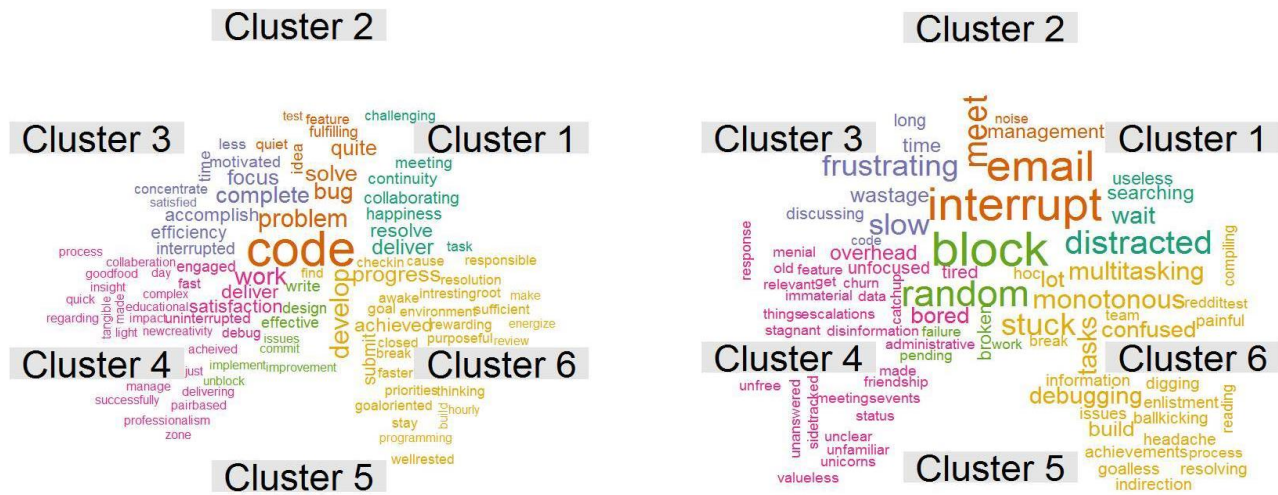 Cluster 2
test
feature
challenging
Cluster 3
fulfilling
Cluster 1
less
quiet
idea
quite
time
motivated
solve
meeting
focus
continuity
concentrate
satisfied
complete
bug
collaborating
accomplish
problem
happiness
efficiency
resolve
interrupted
code
deliver
task
process
collaberation
engaged
work
find
checkin
cause
responsible
goodfood
day
fast
write
develop
progress
resolution
insight
complex
deliver
quick
tangible
made
educational
satisfaction
design
awake
intresting
root
make
regarding
impact
uninterrupted
effective
goal
environment
sufficient
light
new
creativity
debug
issues
achieved
rewarding
energize
commit
submit
closed
purposeful
review
acheived
break
Cluster 4
just
implement
improvement
faster
Cluster 6
unblock
manage
delivering
priorities
thinking
successfully
pairbased
goaloriented
build
hourly
professionalism
stay
zone
programming
wellrested
Cluster 5
Cluster 2
long
meet
noise
Cluster 3
management
Cluster 1
time
frustrating
email
useless
searching
wastage
interrupt
wait
discussing
slow
code
block
distracted
response
menial
overhead
compiling
old
feature
unfocused
tired
hoc
lot
multitasking
relevant
get
churn
catchup
random
monotonous
immaterial
data
reddit
test
things
escalations
bored
stuck
team
painful
stagnant
disinformation
failure
broken
work
break
tasks
confused
administrative
pending
Cluster 4
made
Cluster 6
unfree
friendship
information
digging
unanswered
sidetracked
meetings
events
debugging
enlistment
reading
status
issues
ballkicking
unclear
build
unfamiliar
headache
unicorns
achievements
process
valueless
Cluster 5
goalless
resolving
indirection